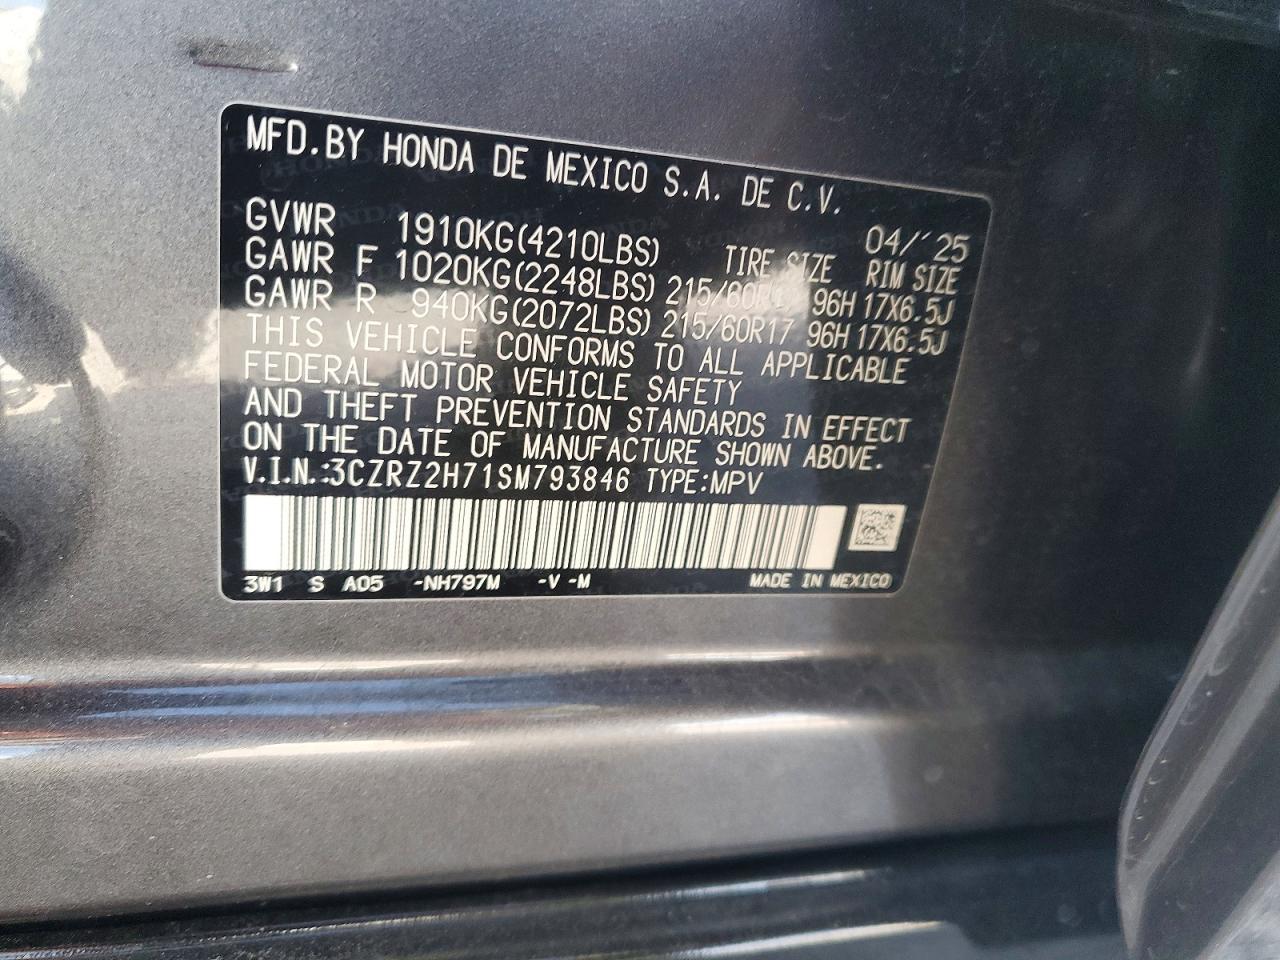 MFD.BY HONDA DE MEXICO S.A. DE C.V.
04/'25
GVWR 1910KG(4210LBS) TIRE SIZE RIM SIZE
GAWR F 1020KG(2248LBS) 96H 17X6.5J
GAWR R 940KG(2072LBS) 215/60R17 96H 17X6.5J
THIS VEHICLE CONFORMS TO ALL APPLICABLE
FEDERAL MOTOR VEHICLE SAFETY
AND THEFT PREVENTION STANDARDS IN EFFECT
ON THE DATE OF MANUFACTURE SHOWN ABOVE.
V.I.N.:3CZRZ2H71SM793846 TYPE:MPV
3W1 S A05 -NH797M -V -M MADE IN MEXICO